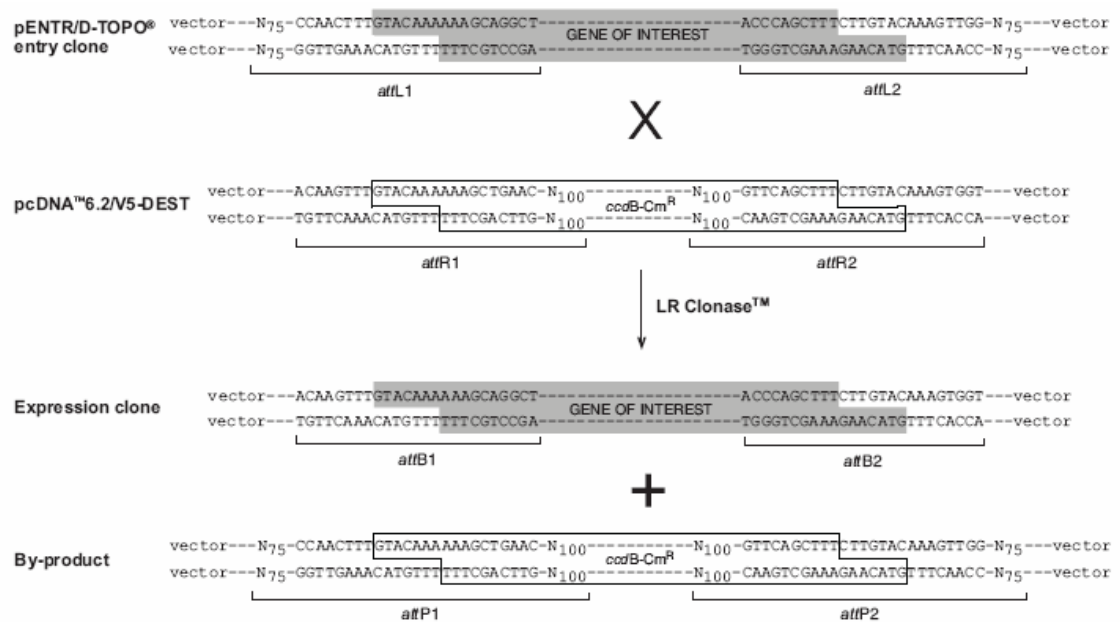 pENTR/D-TOPO® entry clone
vector---N75-CCAACTTTGTACAAAAAAGCAGGCT--------------------ACCCAGCTTTCTTGTACAAAGTTGG-N75---vector
GENE OF INTEREST
vector---N75-GGTTGAAACATGTTTTTTCGTCCGA--------------------TGGGTCGAAAGAACATGTTTCAACC-N75---vector
attL1
attL2
X
pcDNA™6.2/V5-DEST
vector---ACAAGTTTGTACAAAAAAGCTGAAC-N100----------N100-GTTCAGCTTTCTTGTACAAAGTGGT---vector
ccdB-CmR
vector---TGTTCAAACATGTTTTTTCGACTTG-N100----------N100-CAAGTCGAAAGAACATGTTTCACCA---vector
attR1
attR2
LR Clonase™
Expression clone
vector---ACAAGTTTGTACAAAAAAGCAGGCT--------------------ACCCAGCTTTCTTGTACAAAGTGGT---vector
GENE OF INTEREST
vector---TGTTCAAACATGTTTTTTCGTCCGA--------------------TGGGTCGAAAGAACATGTTTCACCA---vector
attB1
attB2
+
By-product
vector---N75-CCAACTTTGTACAAAAAAGCTGAAC-N100----------N100-GTTCAGCTTTCTTGTACAAAGTTGG-N75---vector
ccdB-CmR
vector---N75-GGTTGAAACATGTTTTTTCGACTTG-N100----------N100-CAAGTCGAAAGAACATGTTTCAACC-N75---vector
attP1
attP2